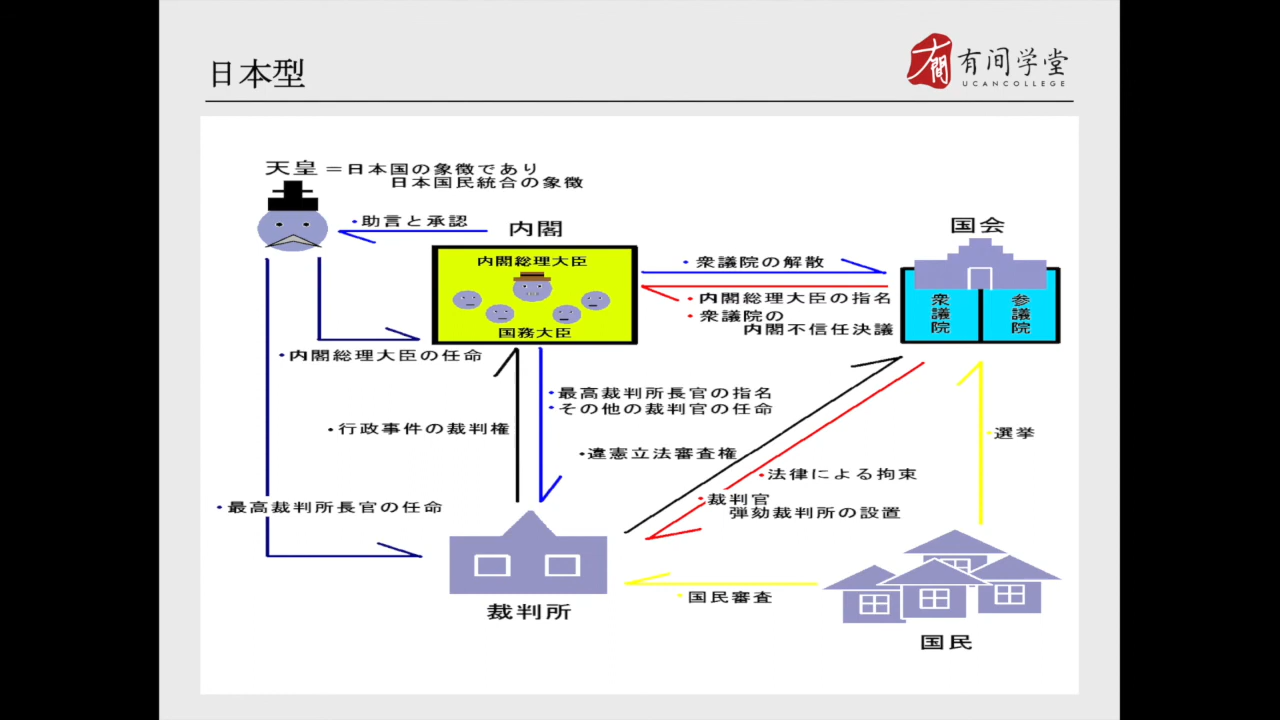 日本型
有间学堂
UCANCOLLEGE
天皇＝日本国の象徴であり
日本国民統合の象徴
・助言と承認
内閣
国会
内閣総理大臣
国務大臣
・衆議院の解散
・内閣総理大臣の指名
・衆議院の
内閣不信任決議
衆議院
参議院
・内閣総理大臣の任命
・最高裁判所長官の指名
・その他の裁判官の任命
・行政事件の裁判権
・選挙
・違憲立法審査権
・法律による拘束
・裁判官
弾劾裁判所の設置
・最高裁判所長官の任命
・国民審査
裁判所
国民